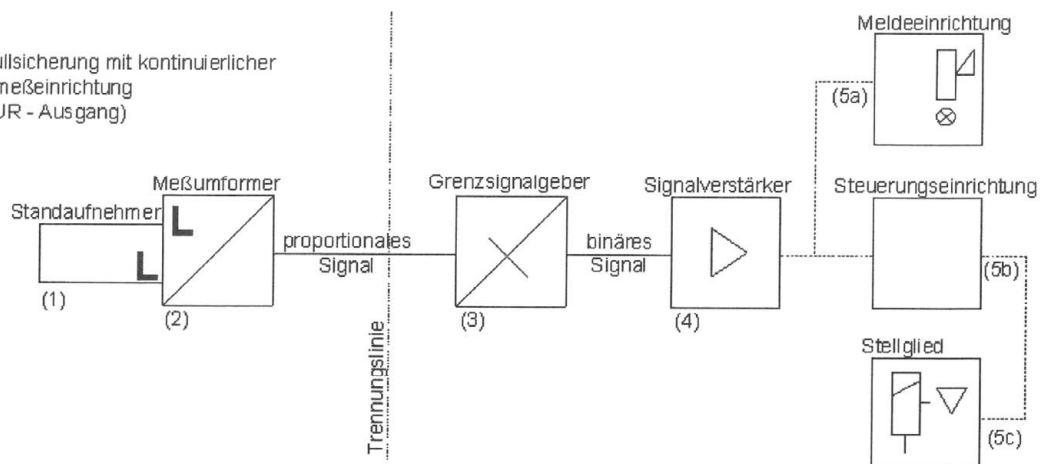 Meldeeinrichtung
ullsicherung mit kontinuierlicher
meßeinrichtung
UR - Ausgang)
(5a)
Meßumformer
Grenzsignalgeber
Signalverstärker
Steuerungseinrichtung
Standaufnehmer
L
L
proportionales
Signal
binäres
Signal
(5b)
(1)
(2)
(3)
(4)
Trennungslinie
Stellglied
(5c)